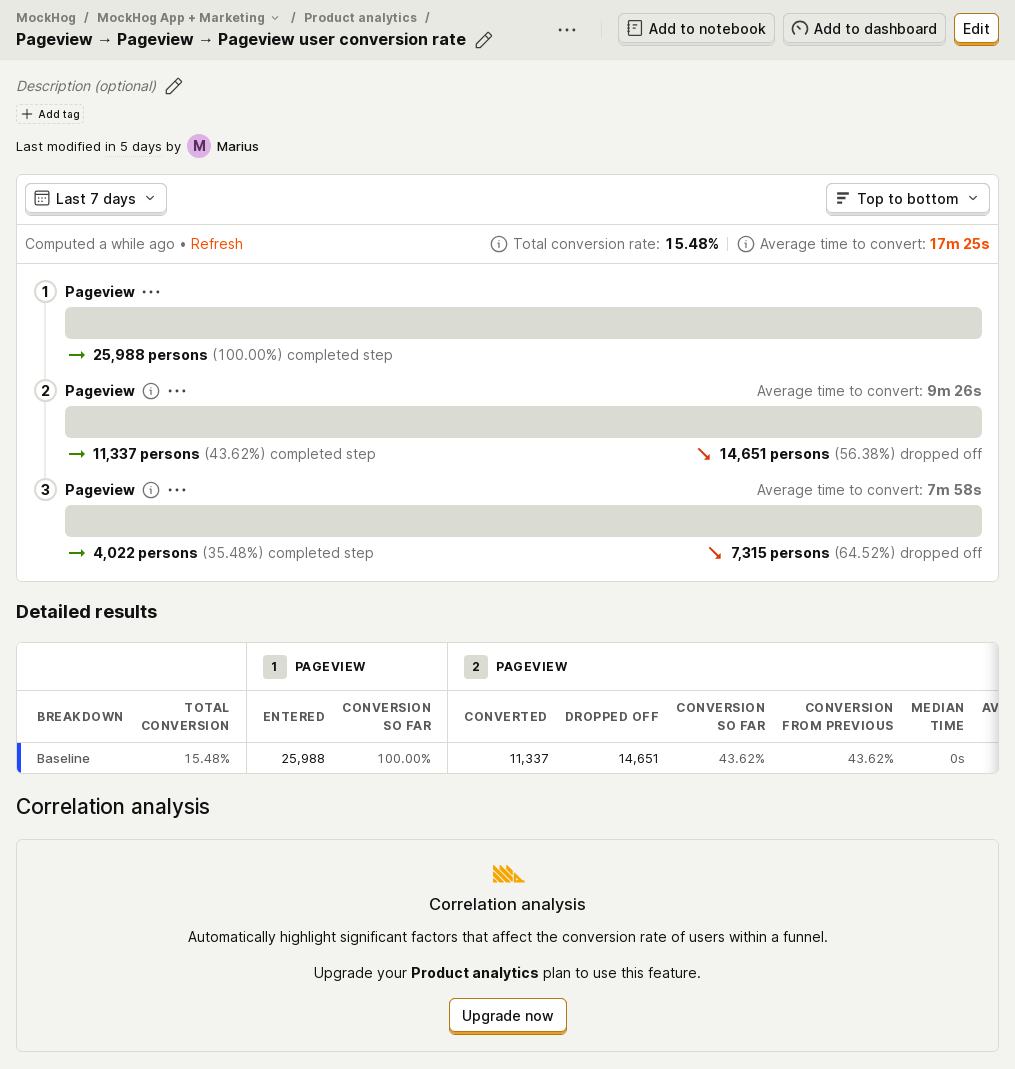 MockHog / MockHog App + Marketing / Product analytics /
Pageview → Pageview → Pageview user conversion rate
Add to notebook
Add to dashboard
Edit
Description (optional)
Add tag
Last modified in 5 days by M Marius
Last 7 days
Top to bottom
Computed a while ago • Refresh
Total conversion rate: 15.48%
Average time to convert: 17m 25s
1 Pageview
25,988 persons (100.00%) completed step
2 Pageview
Average time to convert: 9m 26s
11,337 persons (43.62%) completed step
14,651 persons (56.38%) dropped off
3 Pageview
Average time to convert: 7m 58s
4,022 persons (35.48%) completed step
7,315 persons (64.52%) dropped off
Detailed results
1 PAGEVIEW
2 PAGEVIEW
BREAKDOWN
TOTAL CONVERSION
ENTERED
CONVERSION SO FAR
CONVERTED
DROPPED OFF
CONVERSION SO FAR
CONVERSION FROM PREVIOUS
MEDIAN TIME
Baseline 15.48% 25,988 100.00% 11,337 14,651 43.62% 43.62% 0s
Correlation analysis
Correlation analysis
Automatically highlight significant factors that affect the conversion rate of users within a funnel.
Upgrade your Product analytics plan to use this feature.
Upgrade now